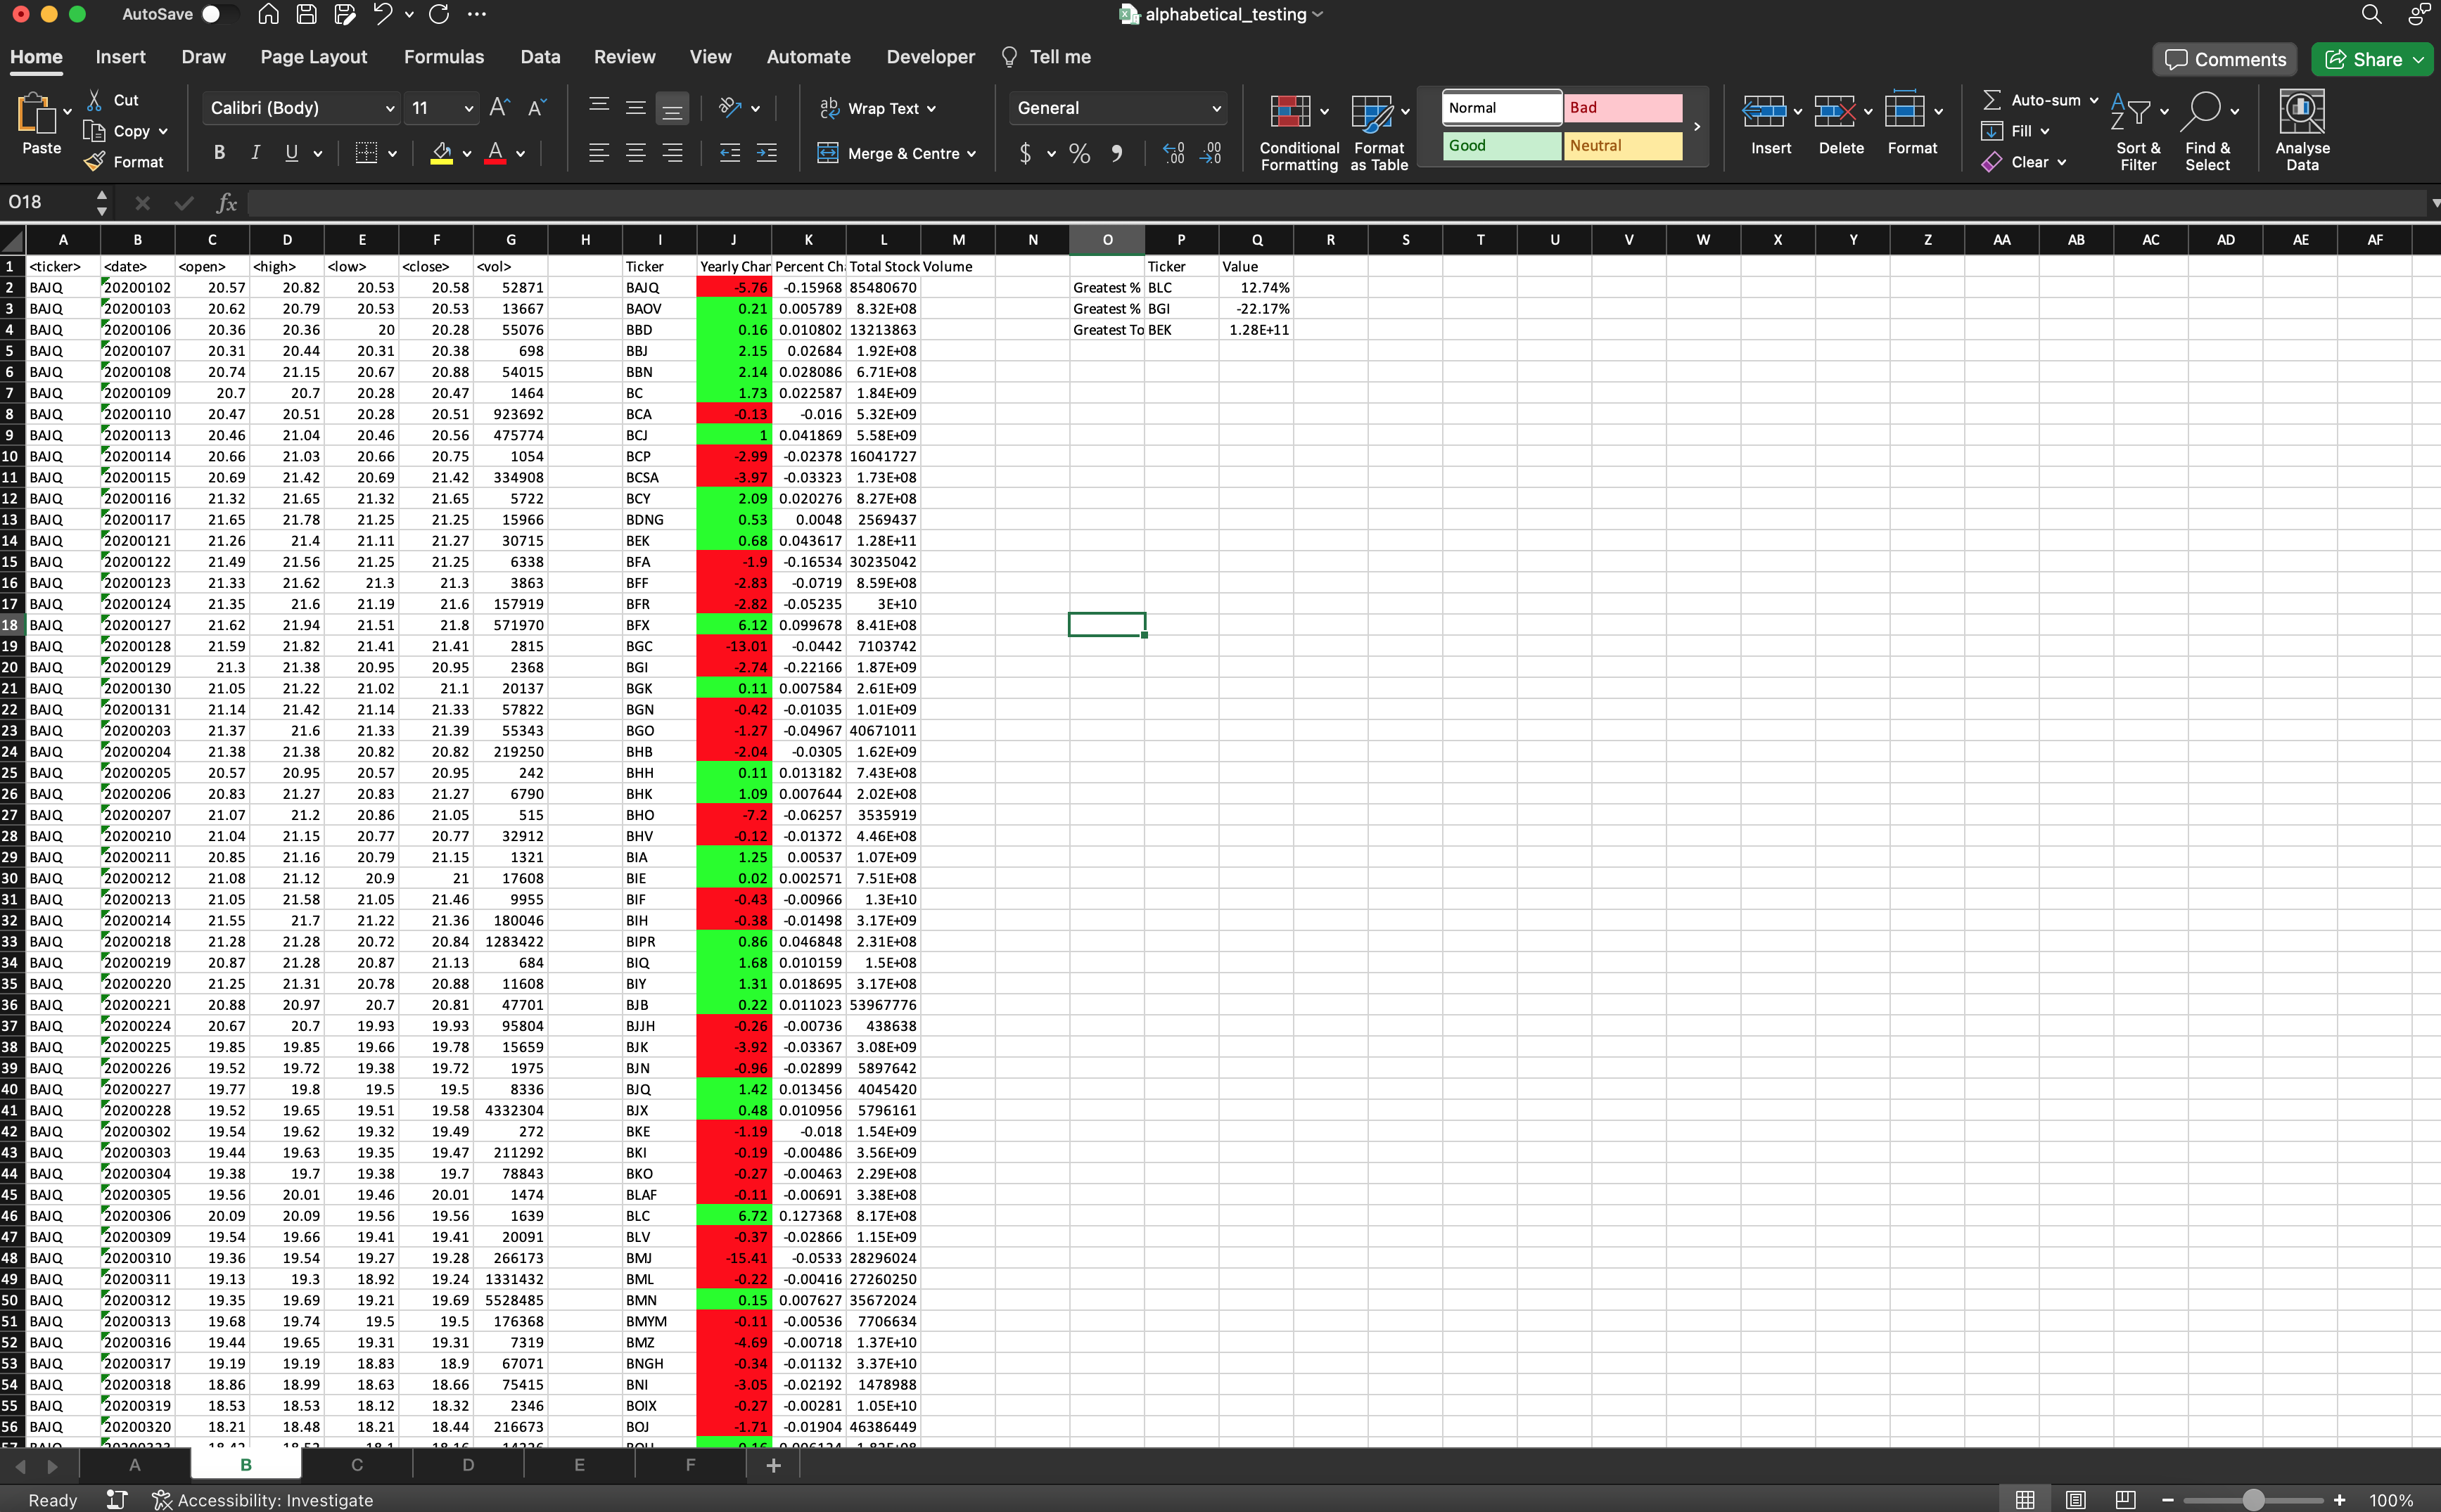 AutoSave alphabetical_testing
Home Insert Draw Page Layout Formulas Data Review View Automate Developer Tell me Comments Share
Paste Cut Copy Format Calibri (Body) 11 A A B I U A ab Wrap Text Merge & Centre General $ % Normal Bad Good Neutral Conditional Formatting Format as Table Insert Delete Format Auto-sum Fill Clear Sort & Filter Find & Select Analyse Data
O18 fx
A B C D E F G H I J K L M N O P Q R S T U V W X Y Z AA AB AC AD AE AF
1 <ticker> <date> <open> <high> <low> <close> <vol> Ticker Yearly Char Percent Ch Total Stock Volume Ticker Value
2 BAJQ 20200102 20.57 20.82 20.53 20.58 52871 BAJQ -5.76 -0.15968 85480670 Greatest % BLC 12.74%
3 BAJQ 20200103 20.62 20.79 20.53 20.53 13667 BAOV 0.21 0.005789 8.32E+08 Greatest % BGI -22.17%
4 BAJQ 20200106 20.36 20.36 20 20.28 55076 BBD 0.16 0.010802 13213863 Greatest To BEK 1.28E+11
5 BAJQ 20200107 20.31 20.44 20.31 20.38 698 BBJ 2.15 0.02684 1.92E+08
6 BAJQ 20200108 20.74 21.15 20.67 20.88 54015 BBN 2.14 0.028086 6.71E+08
7 BAJQ 20200109 20.7 20.7 20.28 20.47 1464 BC 1.73 0.022587 1.84E+09
8 BAJQ 20200110 20.47 20.51 20.28 20.51 923692 BCA -0.13 -0.016 5.32E+09
9 BAJQ 20200113 20.46 21.04 20.46 20.56 475774 BCJ 1 0.041869 5.58E+09
10 BAJQ 20200114 20.66 21.03 20.66 20.75 1054 BCP -2.99 -0.02378 16041727
11 BAJQ 20200115 20.69 21.42 20.69 21.42 334908 BCSA -3.97 -0.03323 1.73E+08
12 BAJQ 20200116 21.32 21.65 21.32 21.65 5722 BCY 2.09 0.020276 8.27E+08
13 BAJQ 20200117 21.65 21.78 21.25 21.25 15966 BDNG 0.53 0.0048 2569437
14 BAJQ 20200121 21.26 21.4 21.11 21.27 30715 BEK 0.68 0.043617 1.28E+11
15 BAJQ 20200122 21.49 21.56 21.25 21.25 6338 BFA -1.9 -0.16534 30235042
16 BAJQ 20200123 21.33 21.62 21.3 21.3 3863 BFF -2.83 -0.0719 8.59E+08
17 BAJQ 20200124 21.35 21.6 21.19 21.6 157919 BFR -2.82 -0.05235 3E+10
18 BAJQ 20200127 21.62 21.94 21.51 21.8 571970 BFX 6.12 0.099678 8.41E+08
19 BAJQ 20200128 21.59 21.82 21.41 21.41 2815 BGC -13.01 -0.0442 7103742
20 BAJQ 20200129 21.3 21.38 20.95 20.95 2368 BGI -2.74 -0.22166 1.87E+09
21 BAJQ 20200130 21.05 21.22 21.02 21.1 20137 BGK 0.11 0.007584 2.61E+09
22 BAJQ 20200131 21.14 21.42 21.14 21.33 57822 BGN -0.42 -0.01035 1.01E+09
23 BAJQ 20200203 21.37 21.6 21.33 21.39 55343 BGO -1.27 -0.04967 40671011
24 BAJQ 20200204 21.38 21.38 20.82 20.82 219250 BHB -2.04 -0.0305 1.62E+09
25 BAJQ 20200205 20.57 20.95 20.57 20.95 242 BHH 0.11 0.013182 7.43E+08
26 BAJQ 20200206 20.83 21.27 20.83 21.27 6790 BHK 1.09 0.007644 2.02E+08
27 BAJQ 20200207 21.07 21.2 20.86 21.05 515 BHO -7.2 -0.06257 3535919
28 BAJQ 20200210 21.04 21.15 20.77 20.77 32912 BHV -0.12 -0.01372 4.46E+08
29 BAJQ 20200211 20.85 21.16 20.79 21.15 1321 BIA 1.25 0.00537 1.07E+09
30 BAJQ 20200212 21.08 21.12 20.9 21 17608 BIE 0.02 0.002571 7.51E+08
31 BAJQ 20200213 21.05 21.58 21.05 21.46 9955 BIF -0.43 -0.00966 1.3E+10
32 BAJQ 20200214 21.55 21.7 21.22 21.36 180046 BIH -0.38 -0.01498 3.17E+09
33 BAJQ 20200218 21.28 21.28 20.72 20.84 1283422 BIPR 0.86 0.046848 2.31E+08
34 BAJQ 20200219 20.87 21.28 20.87 21.13 684 BIQ 1.68 0.010159 1.5E+08
35 BAJQ 20200220 21.25 21.31 20.78 20.88 11608 BIY 1.31 0.018695 3.17E+08
36 BAJQ 20200221 20.88 20.97 20.7 20.81 47701 BJB 0.22 0.011023 53967776
37 BAJQ 20200224 20.67 20.7 19.93 19.93 95804 BJJH -0.26 -0.00736 438638
38 BAJQ 20200225 19.85 19.85 19.66 19.78 15659 BJK -3.92 -0.03367 3.08E+09
39 BAJQ 20200226 19.52 19.72 19.38 19.72 1975 BJN -0.96 -0.02899 5897642
40 BAJQ 20200227 19.77 19.8 19.5 19.5 8336 BJQ 1.42 0.013456 4045420
41 BAJQ 20200228 19.52 19.65 19.51 19.58 4332304 BJX 0.48 0.010956 5796161
42 BAJQ 20200302 19.54 19.62 19.32 19.49 272 BKE -1.19 -0.018 1.54E+09
43 BAJQ 20200303 19.44 19.63 19.35 19.47 211292 BKI -0.19 -0.00486 3.56E+09
44 BAJQ 20200304 19.38 19.7 19.38 19.7 78843 BKO -0.27 -0.00463 2.29E+08
45 BAJQ 20200305 19.56 20.01 19.46 20.01 1474 BLAF -0.11 -0.00691 3.38E+08
46 BAJQ 20200306 20.09 20.09 19.56 19.56 1639 BLC 6.72 0.127368 8.17E+08
47 BAJQ 20200309 19.54 19.66 19.41 19.41 20091 BLV -0.37 -0.02866 1.15E+09
48 BAJQ 20200310 19.36 19.54 19.27 19.28 266173 BMJ -15.41 -0.0533 28296024
49 BAJQ 20200311 19.13 19.3 18.92 19.24 1331432 BML -0.22 -0.00416 27260250
50 BAJQ 20200312 19.35 19.69 19.21 19.69 5528485 BMN 0.15 0.007627 35672024
51 BAJQ 20200313 19.68 19.74 19.5 19.5 176368 BMYM -0.11 -0.00536 7706634
52 BAJQ 20200316 19.44 19.65 19.31 19.31 7319 BMZ -4.69 -0.00718 1.37E+10
53 BAJQ 20200317 19.19 19.19 18.83 18.9 67071 BNGH -0.34 -0.01132 3.37E+10
54 BAJQ 20200318 18.86 18.99 18.63 18.66 75415 BNI -3.05 -0.02192 1478988
55 BAJQ 20200319 18.53 18.53 18.12 18.32 2346 BOIX -0.27 -0.00281 1.05E+10
56 BAJQ 20200320 18.21 18.48 18.21 18.44 216673 BOJ -1.71 -0.01904 46386449
A B C D E F +
Ready Accessibility: Investigate 100%